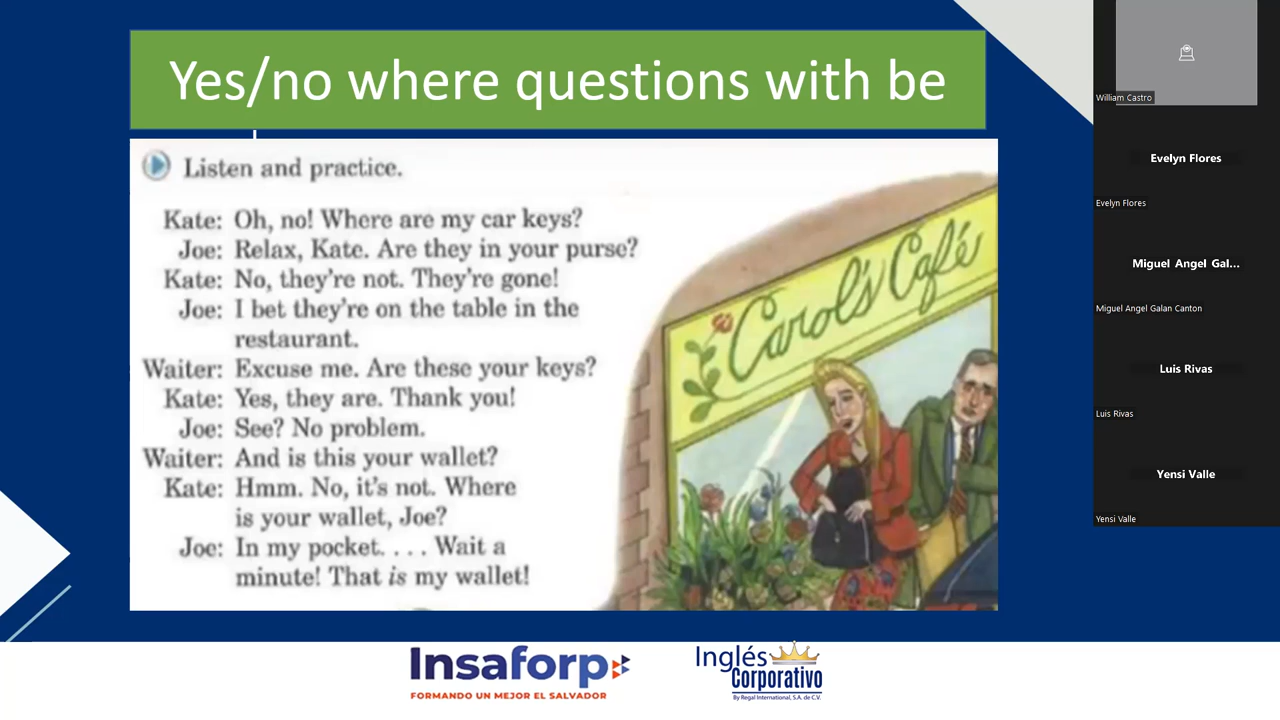 Yes/no where questions with be
Listen and practice.
Kate: Oh, no! Where are my car keys?
Joe: Relax, Kate. Are they in your purse?
Kate: No, they're not. They're gone!
Joe: I bet they're on the table in the
restaurant.
Waiter: Excuse me. Are these your keys?
Kate: Yes, they are. Thank you!
Joe: See? No problem.
Waiter: And is this your wallet?
Kate: Hmm. No, it's not. Where
is your wallet, Joe?
Joe: In my pocket. . . . Wait a
minute! That is my wallet!
Carol's Café
Insaforp
FORMANDO UN MEJOR EL SALVADOR
Inglés
Corporativo
By Regal International, S.A. de C.V.
William Castro
Evelyn Flores
Evelyn Flores
Miguel Angel Gal...
Miguel Angel Galan Canton
Luis Rivas
Luis Rivas
Yensi Valle
Yensi Valle